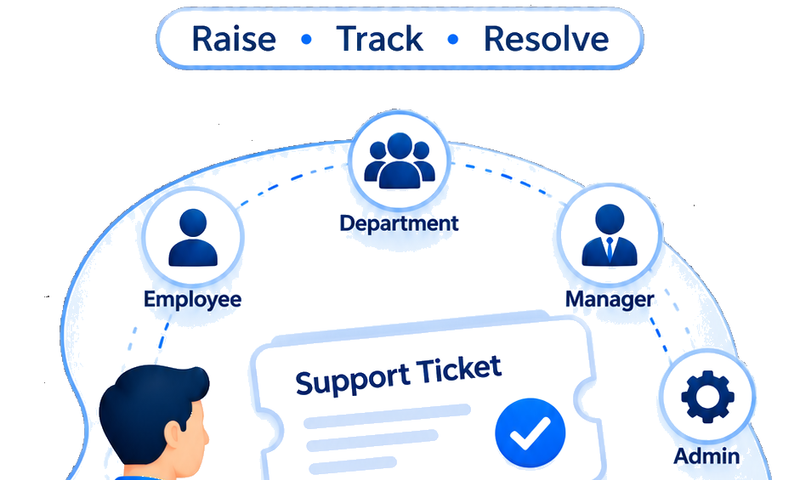 Raise • Track • Resolve
Department
Employee
Manager
Support Ticket
Admin